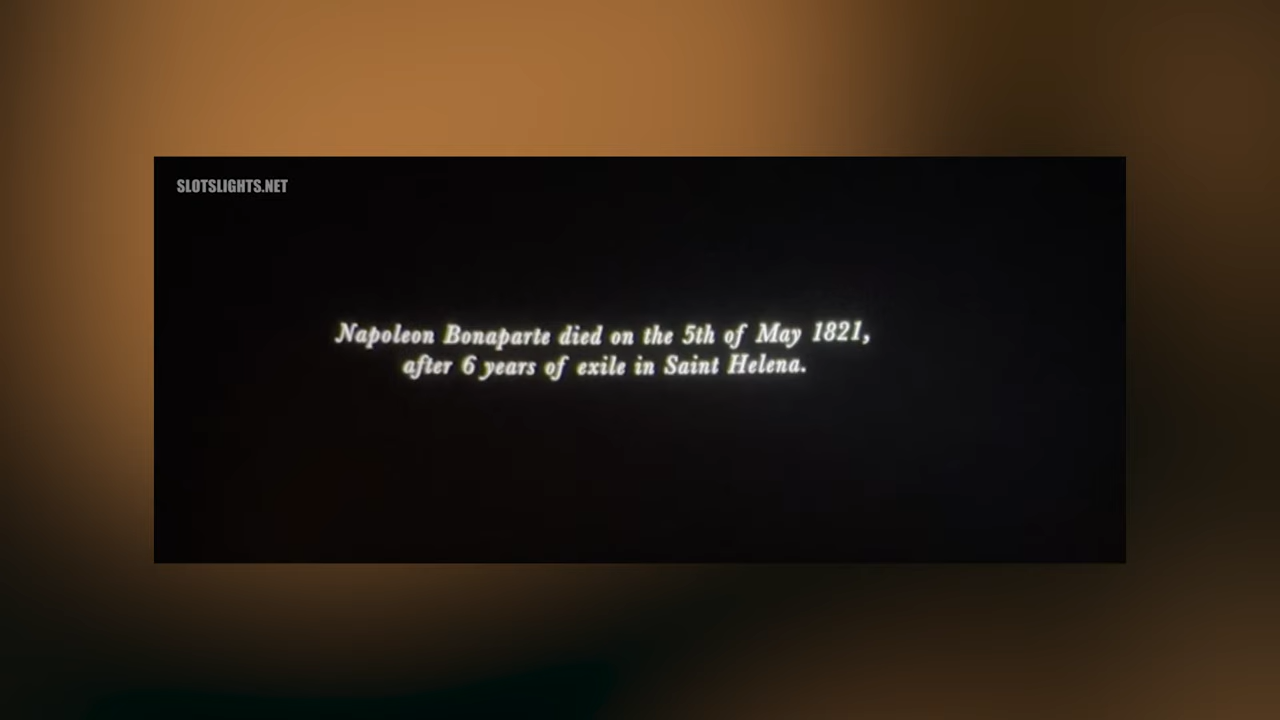 SLOTSLIGHTS.NET
Napoleon Bonaparte died on the 5th of May 1821,
after 6 years of exile in Saint Helena.